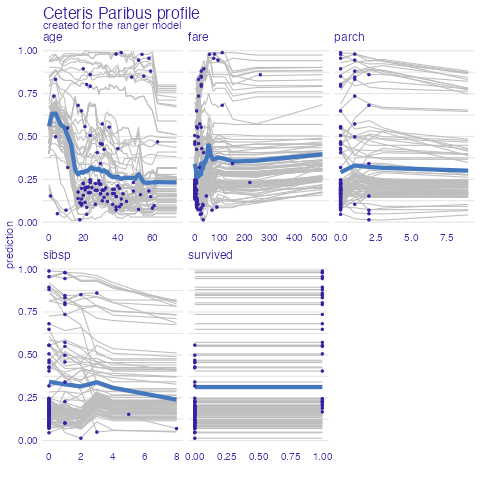 Ceteris Paribus profile
created for the ranger model
age fare parch
1.00
0.75
0.50
0.25
0.00
0 20 40 60 0 100 200 300 400 500 0.0 2.5 5.0 7.5
prediction
sibsp survived
1.00
0.75
0.50
0.25
0.00
0 2 4 6 8 0.00 0.25 0.50 0.75 1.00